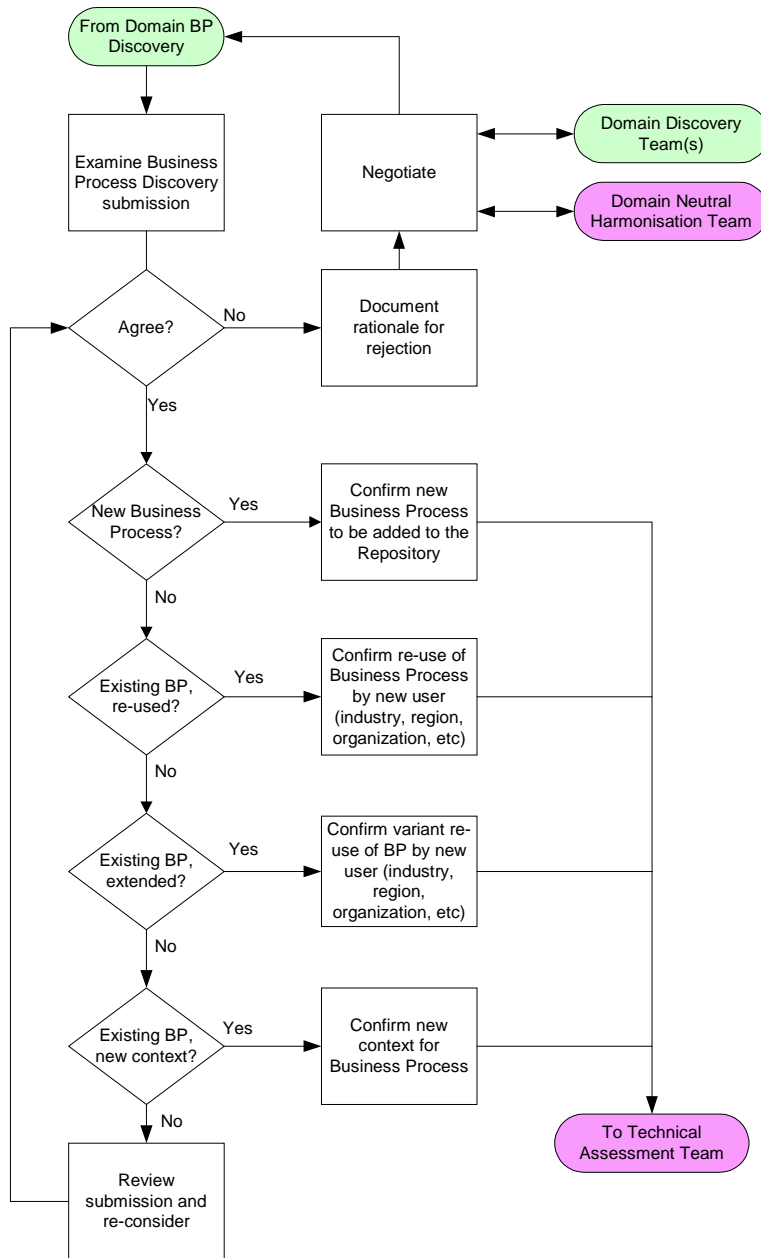 From Domain BP
Discovery
Domain Discovery
Team(s)
Examine Business
Process Discovery
submission
Negotiate
Domain Neutral
Harmonisation Team
Agree?
No
Document
rationale for
rejection
Yes
New Business
Process?
Yes
Confirm new
Business Process
to be added to the
Repository
No
Existing BP,
re-used?
Yes
Confirm re-use of
Business Process
by new user
(industry, region,
organization, etc)
No
Existing BP,
extended?
Yes
Confirm variant re-
use of BP by new
user (industry,
region,
organization, etc)
No
Existing BP,
new context?
Yes
Confirm new
context for
Business Process
No
To Technical
Assessment Team
Review
submission and
re-consider